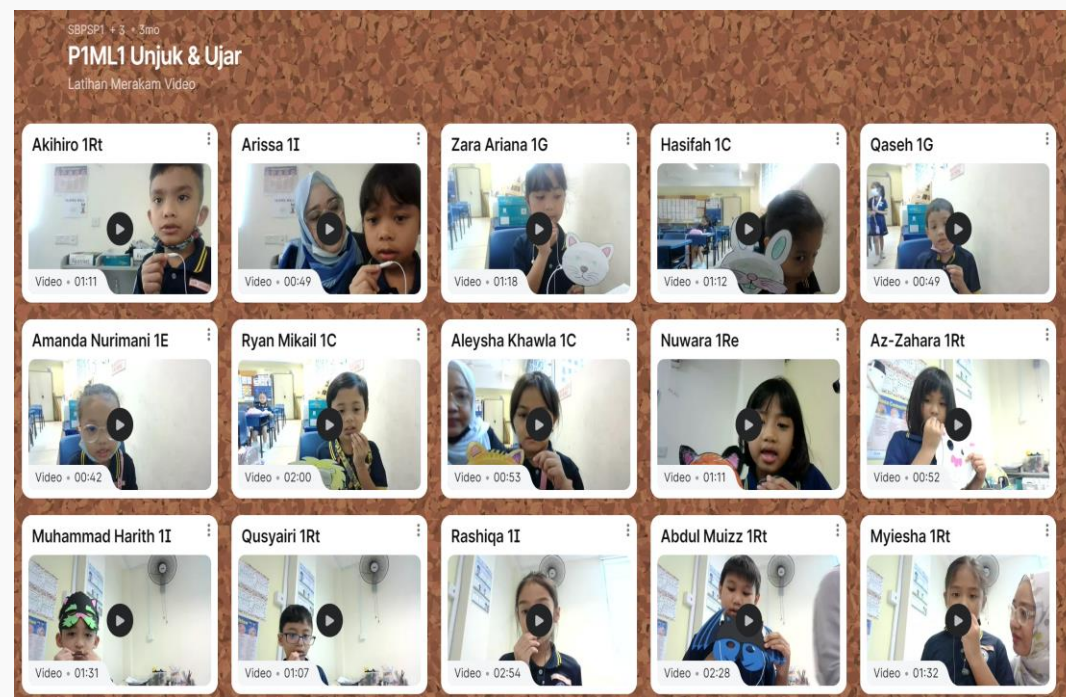 SBPSP1 + 3 • 3mo
P1ML1 Unjuk & Ujar
Latihan Merakam Video
Akihiro 1Rt
Arissa 1I
Zara Ariana 1G
Hasifah 1C
Qaseh 1G
Video • 01:11
Video • 00:49
Video • 01:18
Video • 01:12
Video • 00:49
Amanda Nurimani 1E
Ryan Mikail 1C
Aleysha Khawla 1C
Nuwara 1Re
Az-Zahara 1Rt
Video • 00:42
Video • 02:00
Video • 00:53
Video • 01:11
Video • 00:52
Muhammad Harith 1I
Qusyairi 1Rt
Rashiqa 1I
Abdul Muizz 1Rt
Myiesha 1Rt
Video • 01:31
Video • 01:07
Video • 02:54
Video • 02:28
Video • 01:32